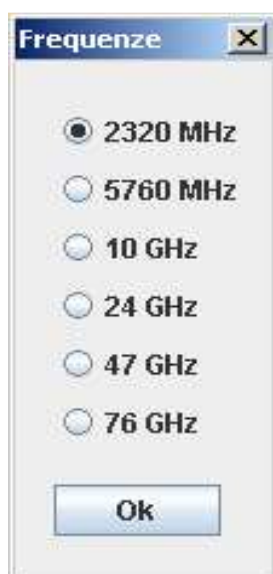 Frequenze
2320 MHz
5760 MHz
10 GHz
24 GHz
47 GHz
76 GHz
Ok